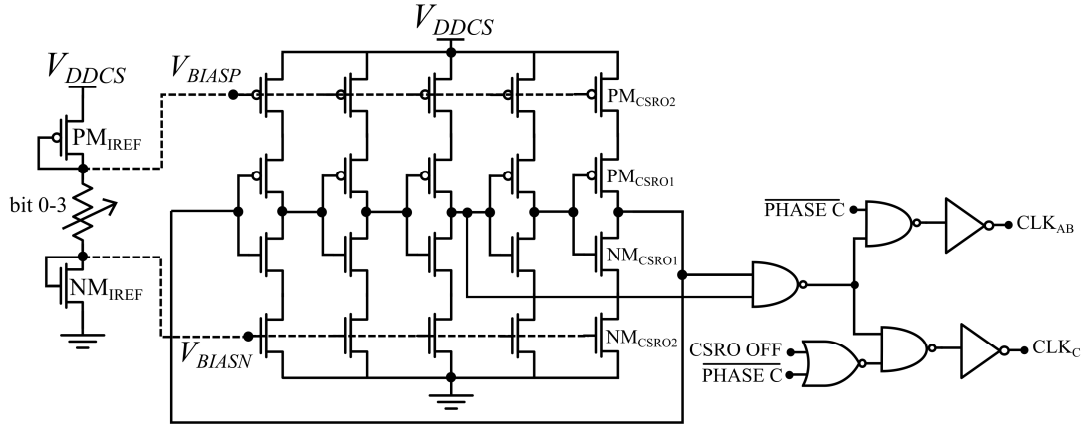 V_DDCS
V_DDCS
V_BIASP
PM_CSRO2
PM_IREF
bit 0-3
PM_CSRO1
PHASE C
CLK_AB
NM_CSRO1
NM_IREF
V_BIASN
NM_CSRO2
CSRO OFF
CLK_C
PHASE C